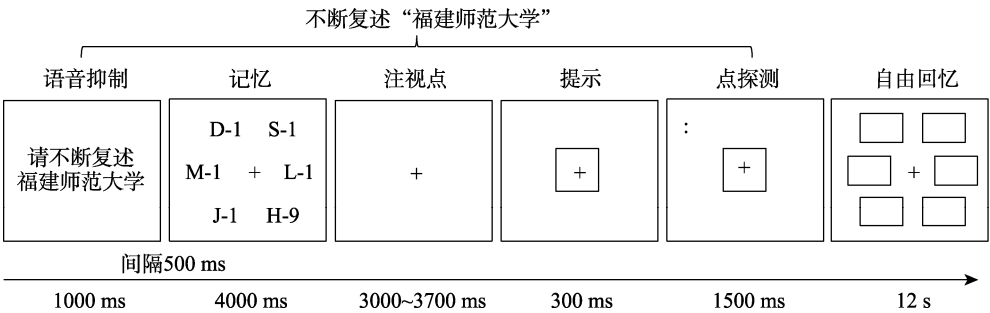 不断复述“福建师范大学”
语音抑制
记忆
注视点
提示
点探测
自由回忆
请不断复述
福建师范大学
D-1 S-1
M-1 + L-1
J-1 H-9
+
+
:
+
+
间隔500 ms
1000 ms
4000 ms
3000~3700 ms
300 ms
1500 ms
12 s